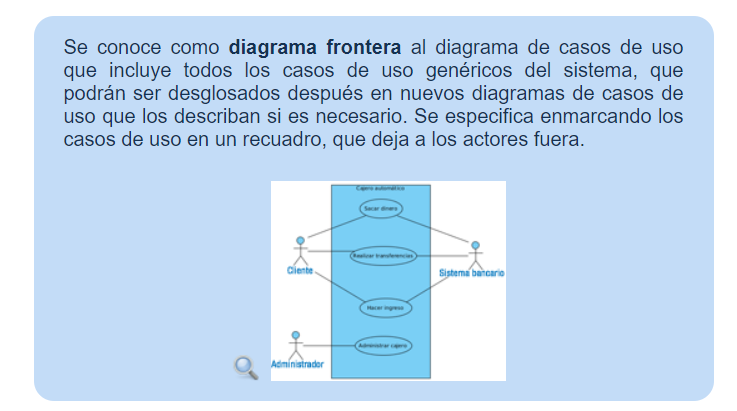 Se conoce como diagrama frontera al diagrama de casos de uso
que incluye todos los casos de uso genéricos del sistema, que
podrán ser desglosados después en nuevos diagramas de casos de
uso que los describan si es necesario. Se especifica enmarcando los
casos de uso en un recuadro, que deja a los actores fuera.
Cajero automático
Sacar dinero
Realizar transferencias
Cliente
Sistema bancario
Hacer ingreso
Administrar cajero
Administrador